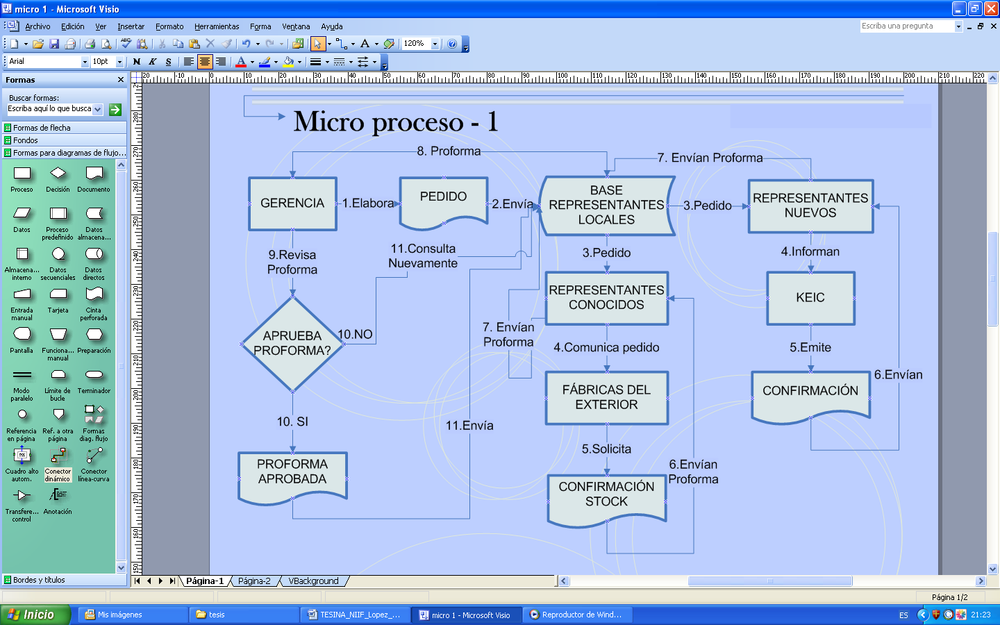 micro 1 - Microsoft Visio
Archivo Edición Ver Insertar Formato Herramientas Forma Ventana Ayuda
Escriba una pregunta
120%
Arial 10pt N K S
Formas
Buscar formas:
Escriba aquí lo que busca
Formas de flecha
Fondos
Formas para diagramas de flujo...
Proceso Decisión Documento
Datos Proceso predefinido Datos almacena...
Almacena... interno Datos secuenciales Datos directos
Entrada manual Tarjeta Cinta perforada
Pantalla Funciona... manual Preparación
Modo paralelo Límite de bucle Terminador
Referencia en página Ref. a otra página Formas diag. flujo
Cuadro alto autom. Conector dinámico Conector línea-curva
Transfere... control Anotación
Bordes y títulos
Micro proceso - 1
8. Proforma
7. Envían Proforma
GERENCIA
1.Elabora
PEDIDO
2.Envía
BASE
REPRESENTANTES
LOCALES
3.Pedido
REPRESENTANTES
NUEVOS
9.Revisa
Proforma
11.Consulta
Nuevamente
3.Pedido
4.Informan
REPRESENTANTES
CONOCIDOS
KEIC
APRUEBA
PROFORMA?
10.NO
7. Envían
Proforma
4.Comunica pedido
5.Emite
FÁBRICAS DEL
EXTERIOR
CONFIRMACIÓN
6.Envían
10. SI
11.Envía
5.Solicita
PROFORMA
APROBADA
CONFIRMACIÓN
STOCK
6.Envían
Proforma
Página-1 Página-2 VBackground
Página 1/2
Inicio Mis imágenes tesis TESINA_NIIF_Lopez_... micro 1 - Microsoft Visio Reproductor de Wind... ES 21:23